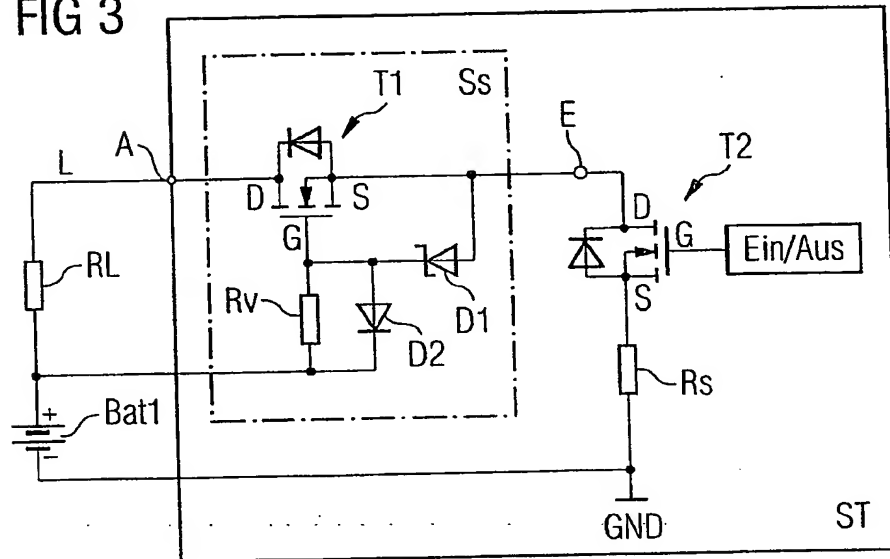 FIG 3
T1
Ss
E
T2
A
L
D
S
D
G
Ein/Aus
G
RL
Rv
D1
S
D2
Rs
+
Bat1
−
GND
ST